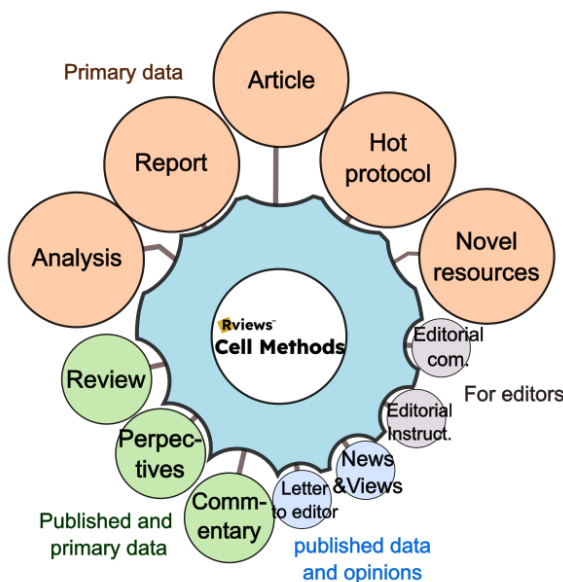 Primary data
Article
Report
Hot
protocol
Analysis
Novel
resources
Rviews™
Cell Methods
Editorial
com.
Review
For editors
Editorial
Instruct.
Perpec-
tives
News
&Views
Letter
to editor
Comm-
entary
Published and
primary data
published data
and opinions